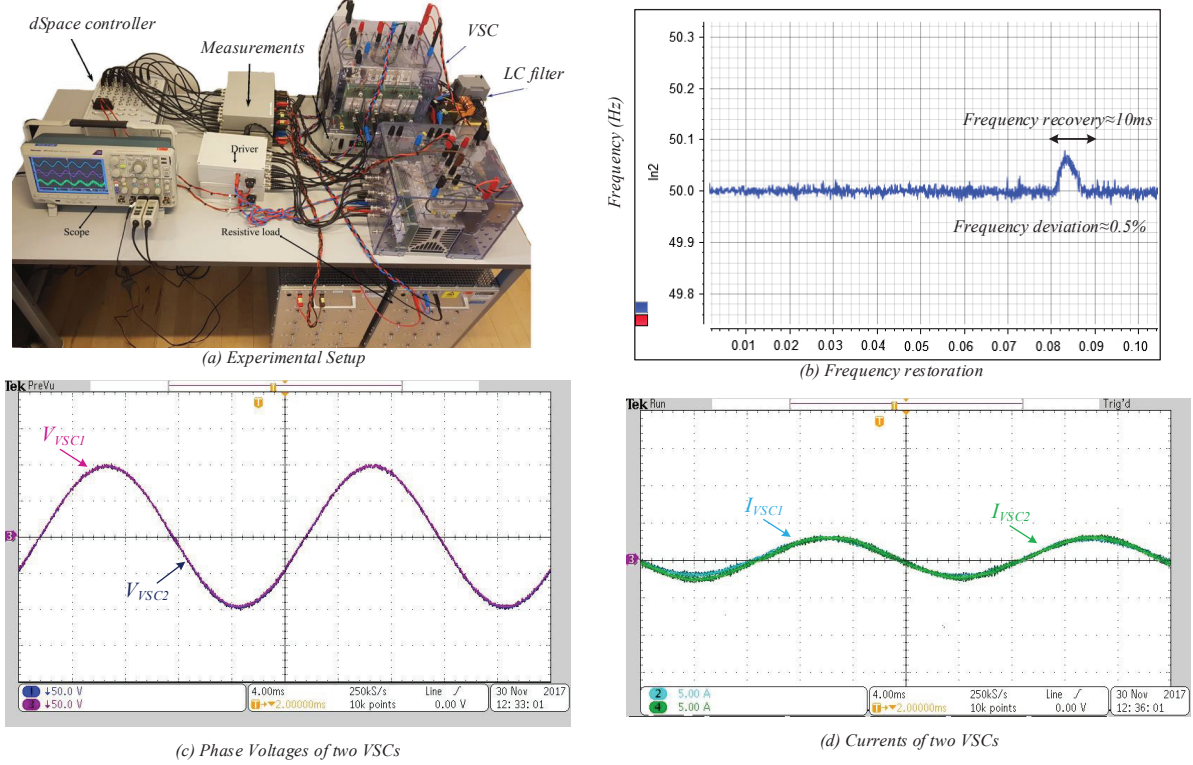 dSpace controller
Measurements
VSC
LC filter
Driver
Scope
Resistive load
(a) Experimental Setup
Frequency (Hz)
In2
50.3
50.2
50.1
50.0
49.9
49.8
Frequency recovery≈10ms
Frequency deviation≈0.5%
0.01 0.02 0.03 0.04 0.05 0.06 0.07 0.08 0.09 0.10
(b) Frequency restoration
Tek PreVu
T
T
V_VSC1
3
V_VSC2
1 ↓50.0 V
3 ↓50.0 V
4.00ms 250kS/s Line ∫
T→▼2.00000ms 10k points 0.00 V
30 Nov 2017
12:33:01
(c) Phase Voltages of two VSCs
Tek Run Trig'd
T
T
I_VSC1
I_VSC2
3
2 5.00 A
4 5.00 A
4.00ms 250kS/s Line ∫
T→▼2.00000ms 10k points 0.00 V
30 Nov 2017
12:36:01
(d) Currents of two VSCs